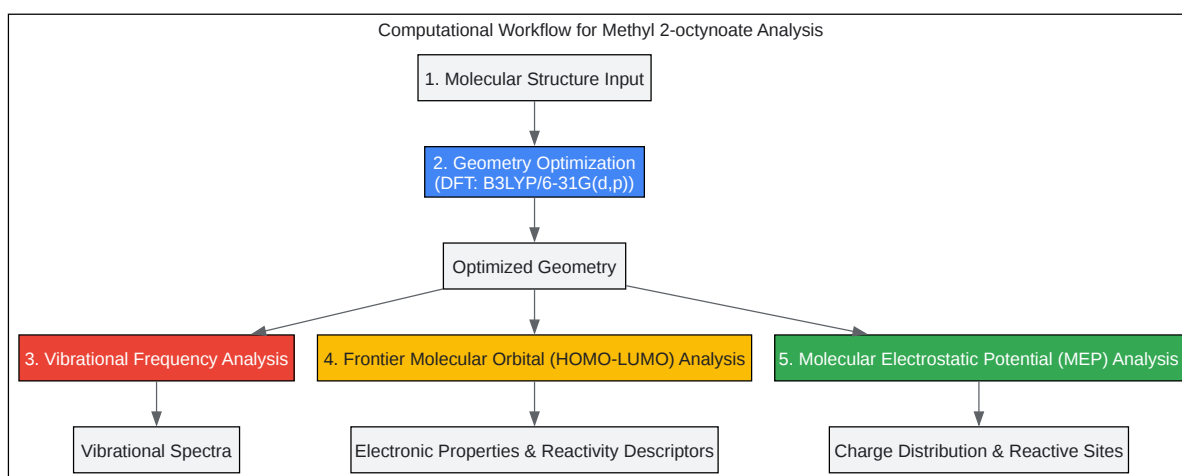 Computational Workflow for Methyl 2-octynoate Analysis
1. Molecular Structure Input
2. Geometry Optimization
(DFT: B3LYP/6-31G(d,p))
Optimized Geometry
3. Vibrational Frequency Analysis
4. Frontier Molecular Orbital (HOMO-LUMO) Analysis
5. Molecular Electrostatic Potential (MEP) Analysis
Vibrational Spectra
Electronic Properties & Reactivity Descriptors
Charge Distribution & Reactive Sites